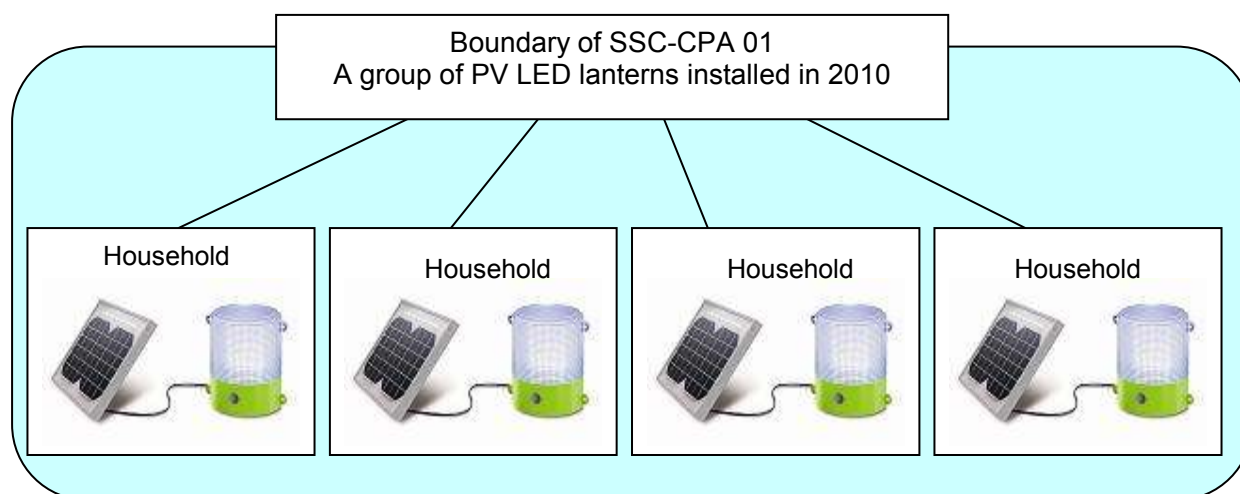 Boundary of SSC-CPA 01
A group of PV LED lanterns installed in 2010
Household
Household
Household
Household